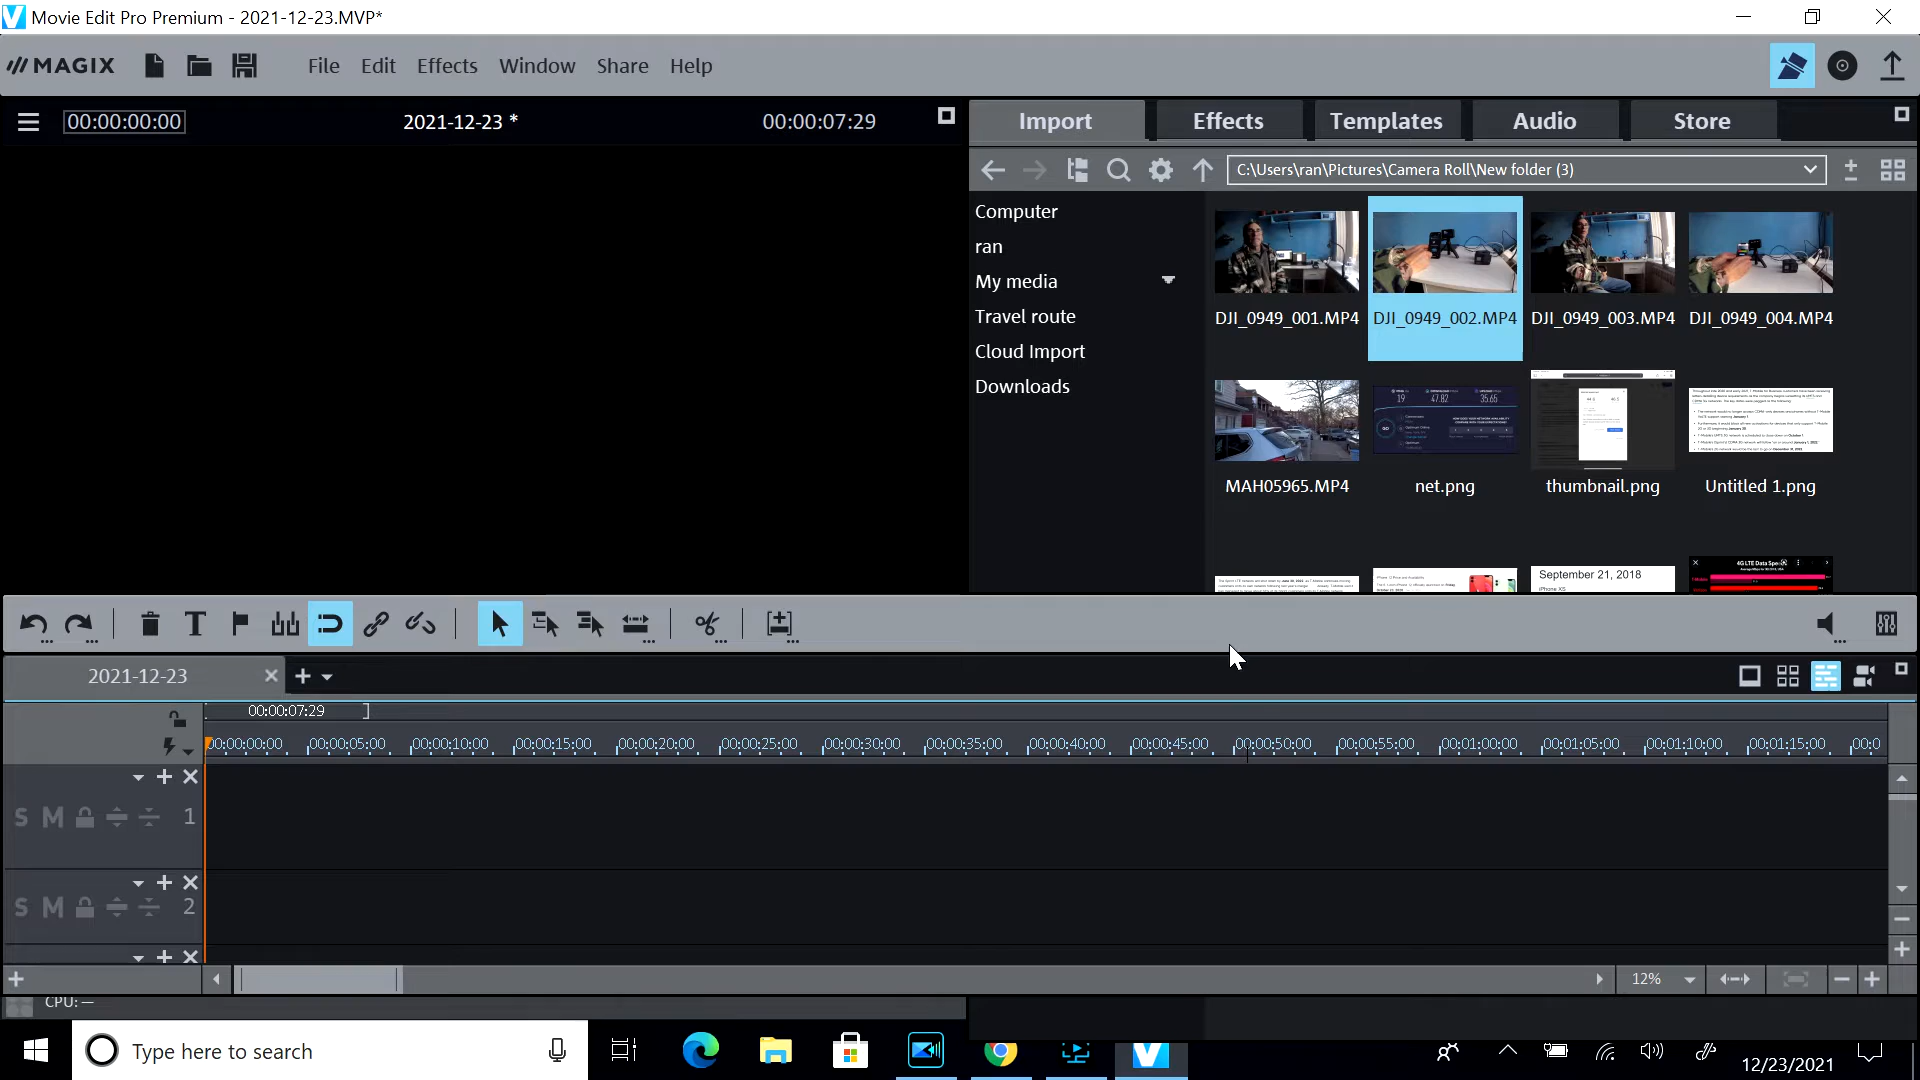 Movie Edit Pro Premium - 2021-12-23.MVP*
MAGIX File Edit Effects Window Share Help
00:00:00:00 2021-12-23 * 00:00:07:29
Import Effects Templates Audio Store
C:\Users\ran\Pictures\Camera Roll\New folder (3)
Computer
ran
My media
Travel route
Cloud Import
Downloads
DJI_0949_001.MP4 DJI_0949_002.MP4 DJI_0949_003.MP4 DJI_0949_004.MP4
19 47.82 35.65
MAH05965.MP4 net.png thumbnail.png Untitled 1.png
September 21, 2018
iPhone XS
4G LTE Data Speed
2021-12-23
00:00:07:29
00:00:00:00 00:00:05:00 00:00:10:00 00:00:15:00 00:00:20:00 00:00:25:00 00:00:30:00 00:00:35:00 00:00:40:00 00:00:45:00 00:00:50:00 00:00:55:00 00:01:00:00 00:01:05:00 00:01:10:00 00:01:15:00 00:0
S M 1
S M 2
12%
CPU: —
Type here to search
12/23/2021